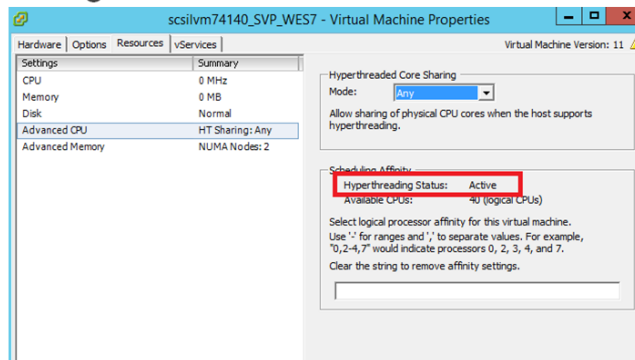 scsilvm74140_SVP_WES7 - Virtual Machine Properties
Hardware Options Resources vServices Virtual Machine Version: 11
Settings Summary
CPU 0 MHz
Memory 0 MB
Disk Normal
Advanced CPU HT Sharing: Any
Advanced Memory NUMA Nodes: 2
Hyperthreaded Core Sharing
Mode: Any
Allow sharing of physical CPU cores when the host supports
hyperthreading.
Scheduling Affinity
Hyperthreading Status: Active
Available CPUs: 40 (logical CPUs)
Select logical processor affinity for this virtual machine.
Use '-' for ranges and ',' to separate values. For example,
"0,2-4,7" would indicate processors 0, 2, 3, 4, and 7.
Clear the string to remove affinity settings.